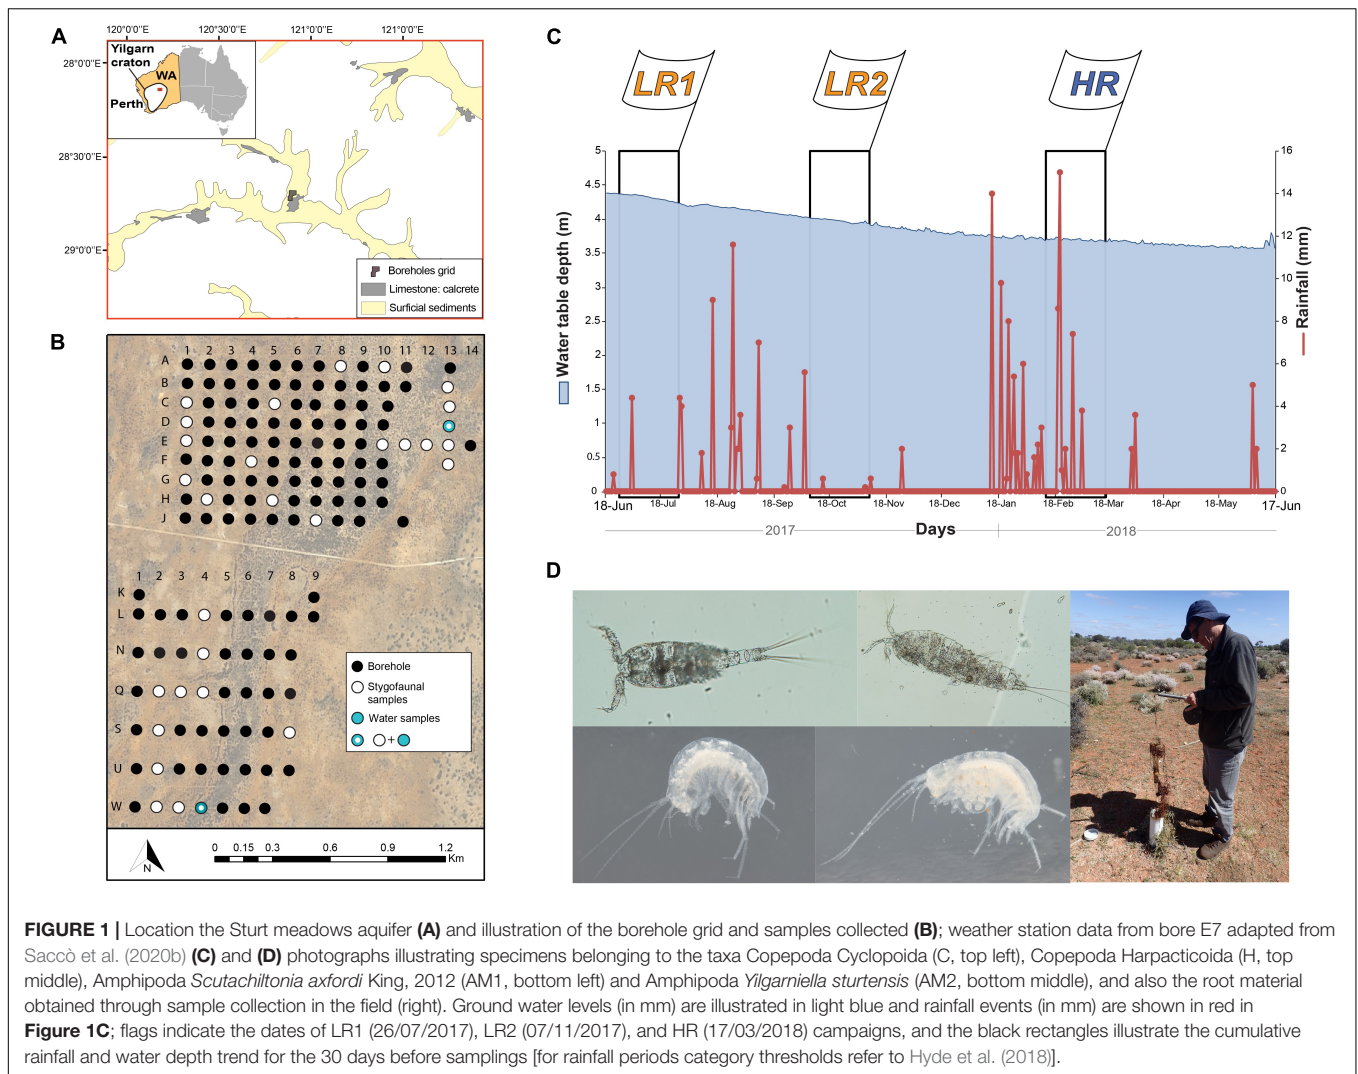 A
120°0'0"E
120°30'0"E
121°0'0"E
121°0'0"E
28°0'0"E
28°30'0"E
29°0'0"E
Yilgarn
craton
WA
Perth
Boreholes grid
Limestone: calcrete
Surficial sediments
B
1 2 3 4 5 6 7 8 9 10 11 12 13 14
A
B
C
D
E
F
G
H
J
1 2 3 4 5 6 7 8 9
K
L
N
Q
S
U
W
Borehole
Stygofaunal
samples
Water samples
+
N
0 0.15 0.3 0.6 0.9 1.2
Km
C
LR1
LR2
HR
Water table depth (m)
5
4.5
4
3.5
3
2.5
2
1.5
1
0.5
0
16
14
12
10
8
6
4
2
0
Rainfall (mm)
18-Jun 18-Jul 18-Aug 18-Sep 18-Oct 18-Nov 18-Dec 18-Jan 18-Feb 18-Mar 18-Apr 18-May 17-Jun
2017 Days 2018
D
FIGURE 1 | Location the Sturt meadows aquifer (A) and illustration of the borehole grid and samples collected (B); weather station data from bore E7 adapted from
Saccò et al. (2020b) (C) and (D) photographs illustrating specimens belonging to the taxa Copepoda Cyclopoida (C, top left), Copepoda Harpacticoida (H, top
middle), Amphipoda Scutachiltonia axfordi King, 2012 (AM1, bottom left) and Amphipoda Yilgarniella sturtensis (AM2, bottom middle), and also the root material
obtained through sample collection in the field (right). Ground water levels (in mm) are illustrated in light blue and rainfall events (in mm) are shown in red in
Figure 1C; flags indicate the dates of LR1 (26/07/2017), LR2 (07/11/2017), and HR (17/03/2018) campaigns, and the black rectangles illustrate the cumulative
rainfall and water depth trend for the 30 days before samplings [for rainfall periods category thresholds refer to Hyde et al. (2018)].